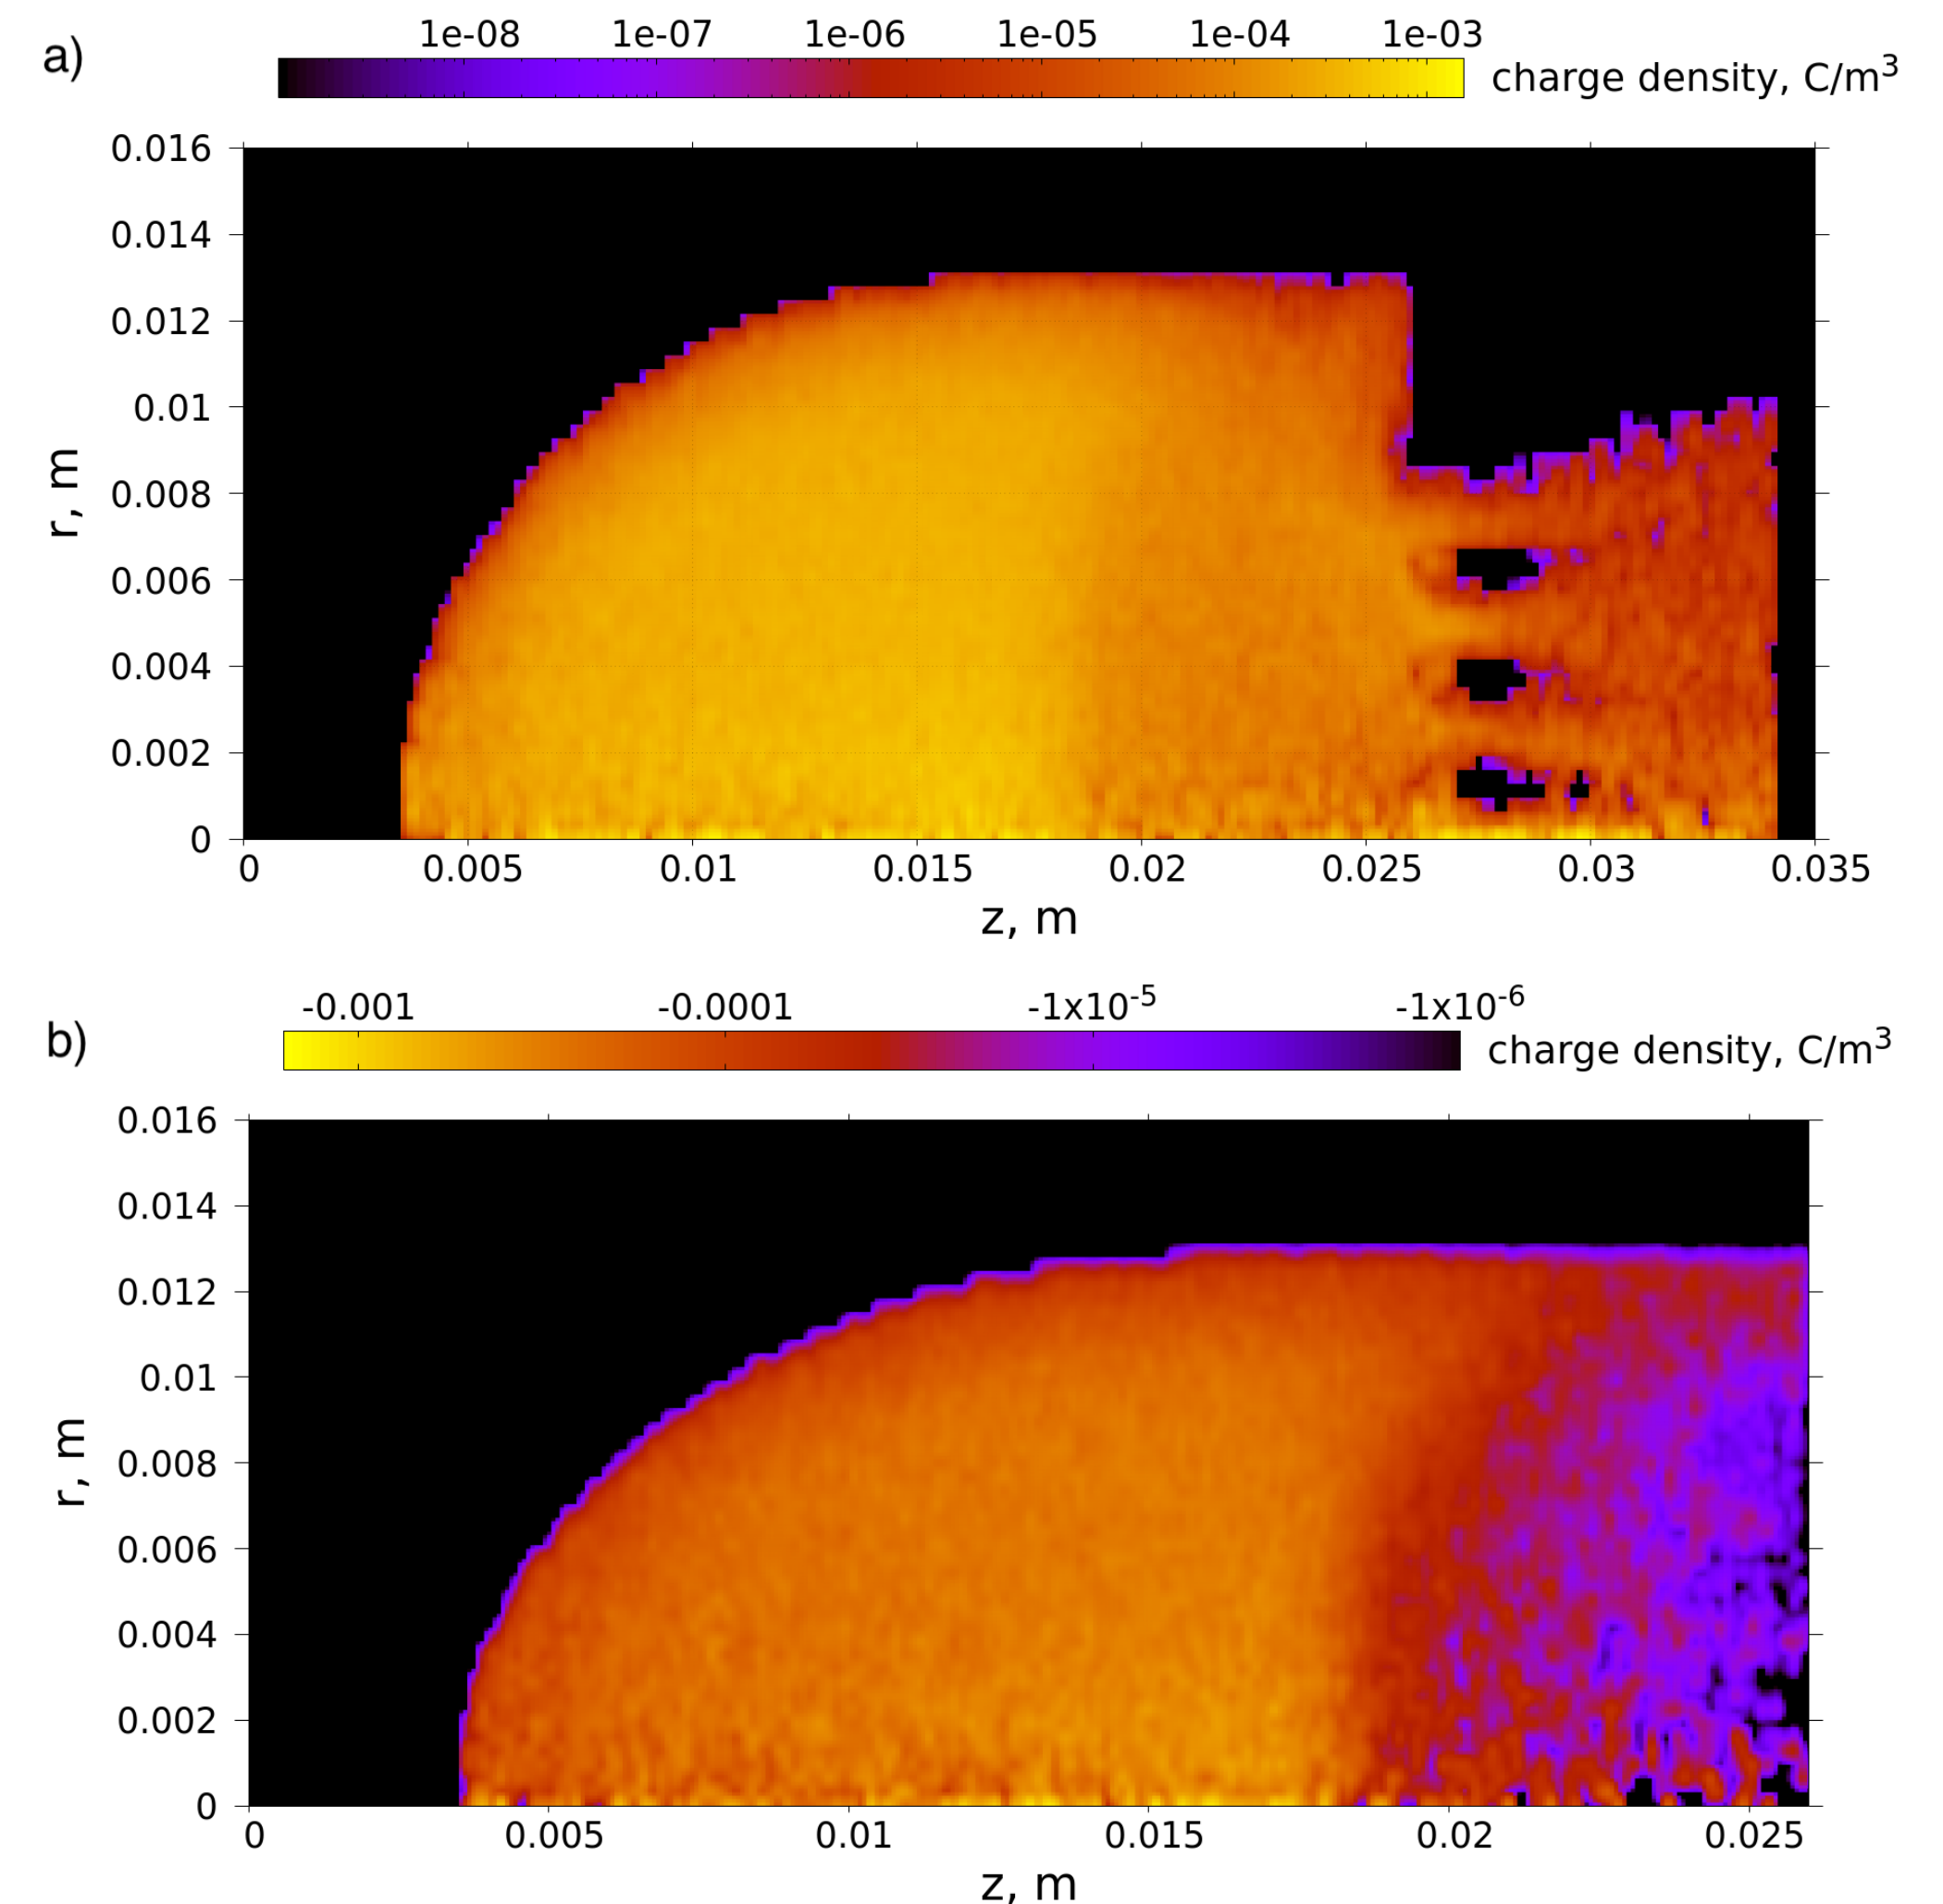 a)
1e-08 1e-07 1e-06 1e-05 1e-04 1e-03
charge density, C/m³
0.016
0.014
0.012
0.01
0.008
0.006
0.004
0.002
0
r, m
0 0.005 0.01 0.015 0.02 0.025 0.03 0.035
z, m
b)
-0.001 -0.0001 -1x10⁻⁵ -1x10⁻⁶
charge density, C/m³
0.016
0.014
0.012
0.01
0.008
0.006
0.004
0.002
0
r, m
0 0.005 0.01 0.015 0.02 0.025
z, m